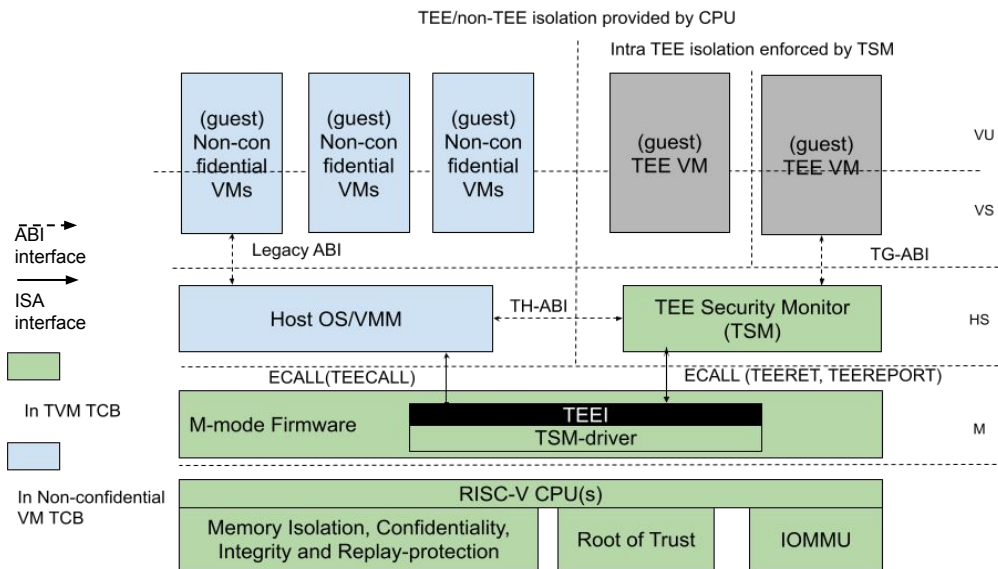 TEE/non-TEE isolation provided by CPU
Intra TEE isolation enforced by TSM
(guest)
Non-con
fidential
VMs
(guest)
Non-con
fidential
VMs
(guest)
Non-con
fidential
VMs
(guest)
TEE VM
(guest)
TEE VM
VU
VS
ABI
interface
ISA
interface
In TVM TCB
In Non-confidential
VM TCB
Legacy ABI
TG-ABI
Host OS/VMM
TH-ABI
TEE Security Monitor
(TSM)
HS
ECALL(TEECALL)
ECALL (TEERET, TEEREPORT)
M-mode Firmware
TEEI
TSM-driver
M
RISC-V CPU(s)
Memory Isolation, Confidentiality,
Integrity and Replay-protection
Root of Trust
IOMMU